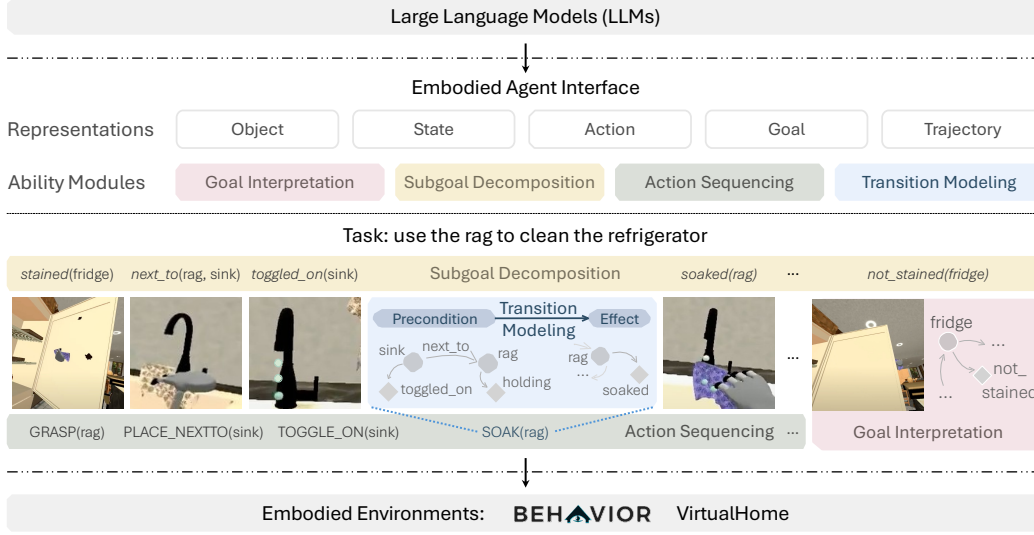 Large Language Models (LLMs)
Embodied Agent Interface
Representations Object State Action Goal Trajectory
Ability Modules Goal Interpretation Subgoal Decomposition Action Sequencing Transition Modeling
Task: use the rag to clean the refrigerator
stained(fridge) next_to(rag, sink) toggled_on(sink) Subgoal Decomposition soaked(rag) ... not_stained(fridge)
Precondition Transition Modeling Effect
sink next_to rag
toggled_on holding
rag
...
soaked
...
fridge
...
not_
stained
...
GRASP(rag) PLACE_NEXTTO(sink) TOGGLE_ON(sink) SOAK(rag) Action Sequencing ... Goal Interpretation
Embodied Environments: BEHAVIOR VirtualHome